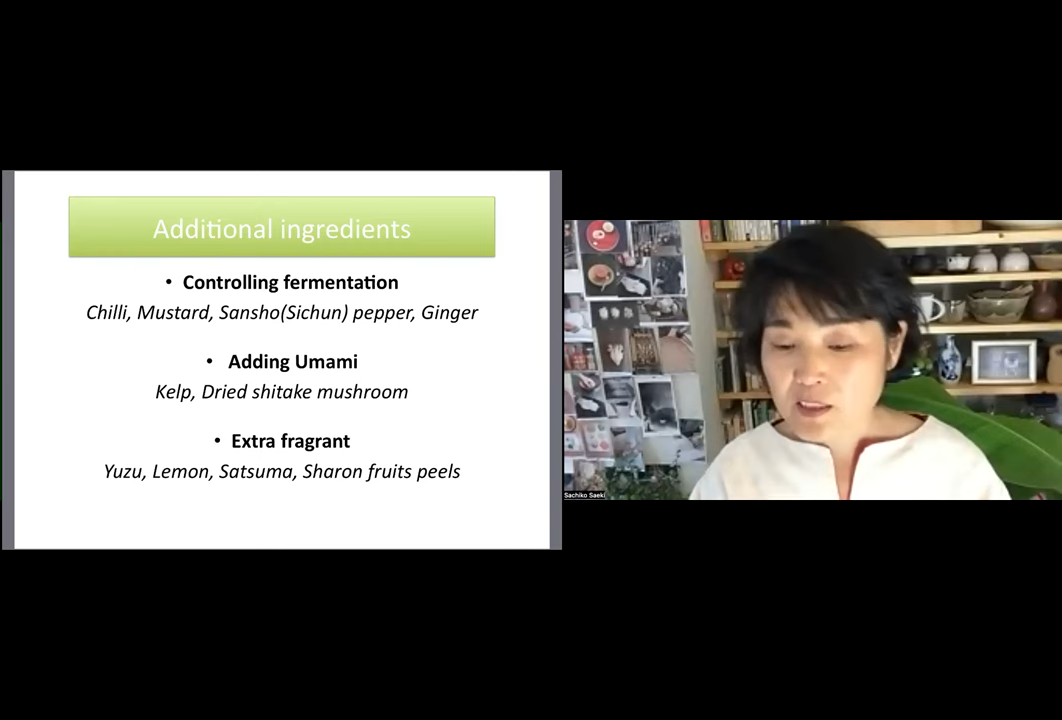 Additional ingredients
• Controlling fermentation
Chilli, Mustard, Sansho(Sichun) pepper, Ginger
• Adding Umami
Kelp, Dried shitake mushroom
• Extra fragrant
Yuzu, Lemon, Satsuma, Sharon fruits peels
Sachiko Saeki